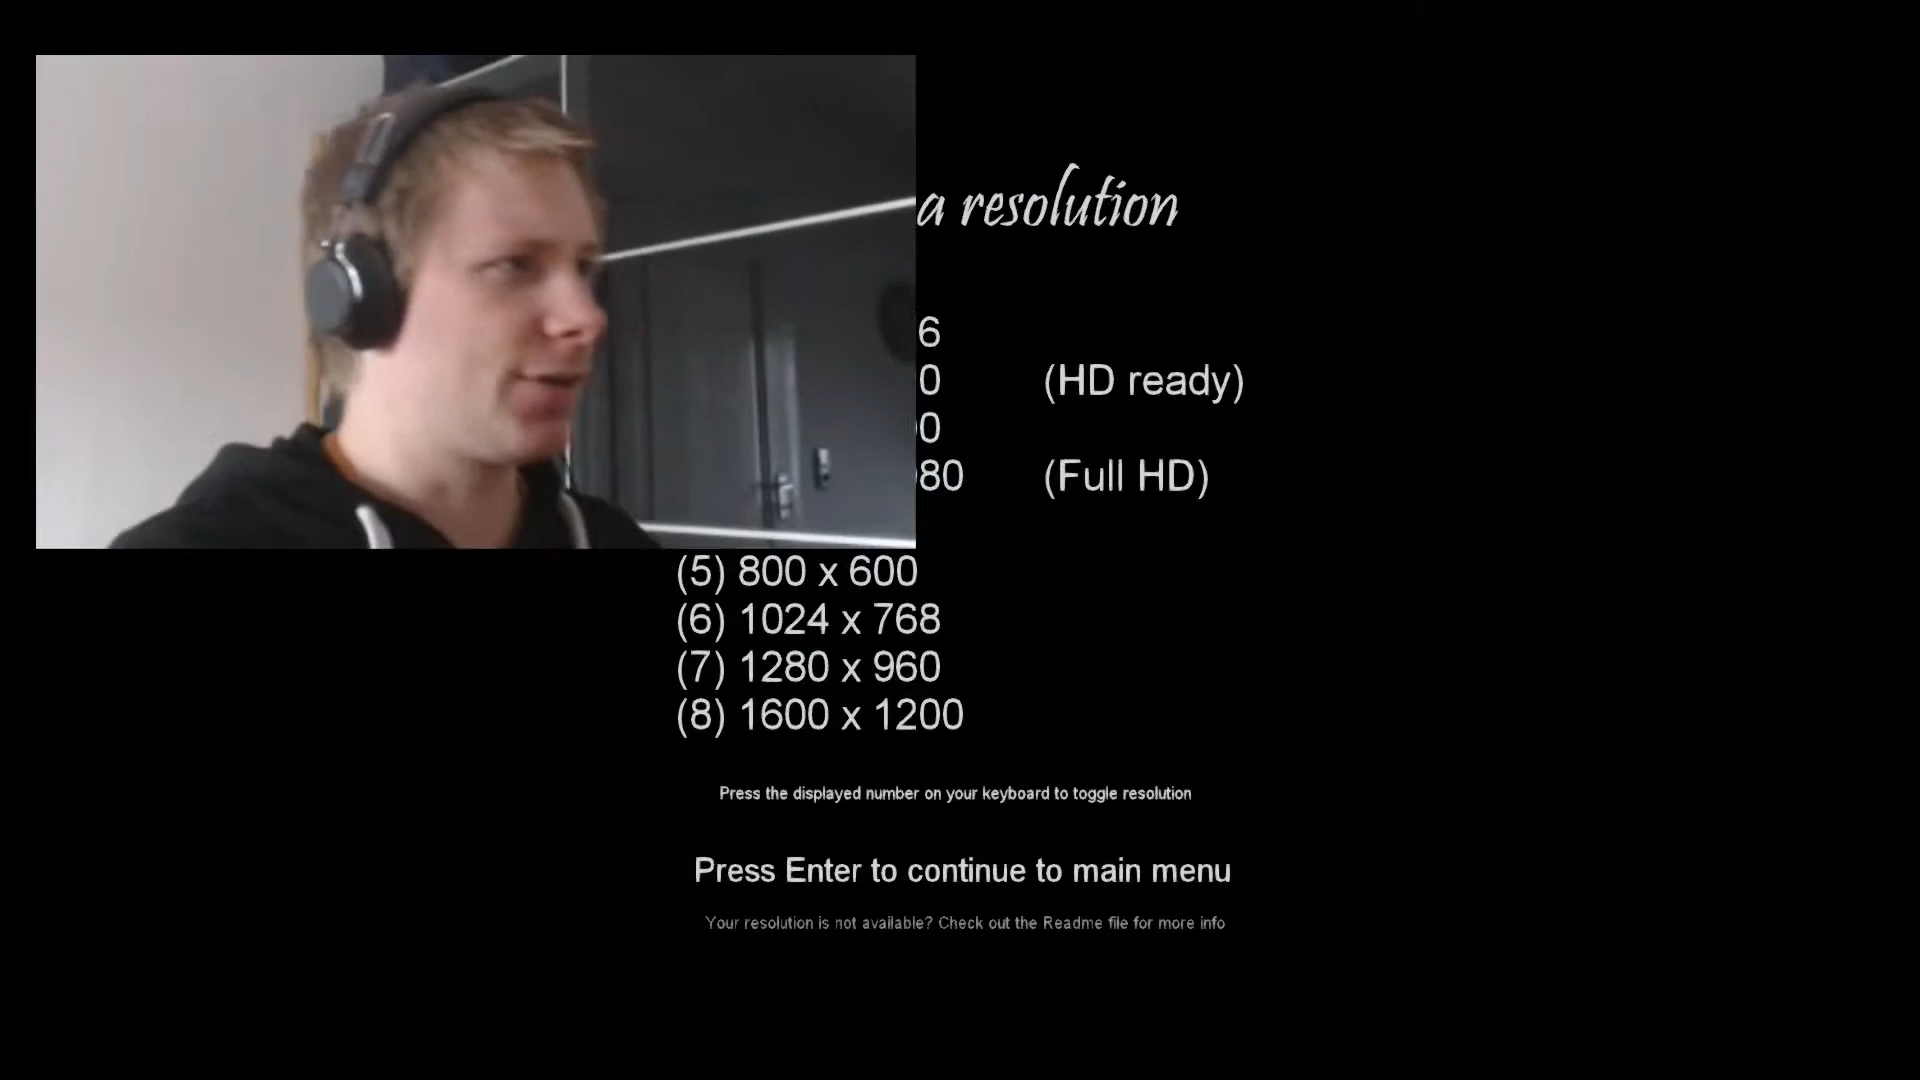 a resolution
6
0 (HD ready)
0
80 (Full HD)
(5) 800 x 600
(6) 1024 x 768
(7) 1280 x 960
(8) 1600 x 1200
Press the displayed number on your keyboard to toggle resolution
Press Enter to continue to main menu
Your resolution is not available? Check out the Readme file for more info